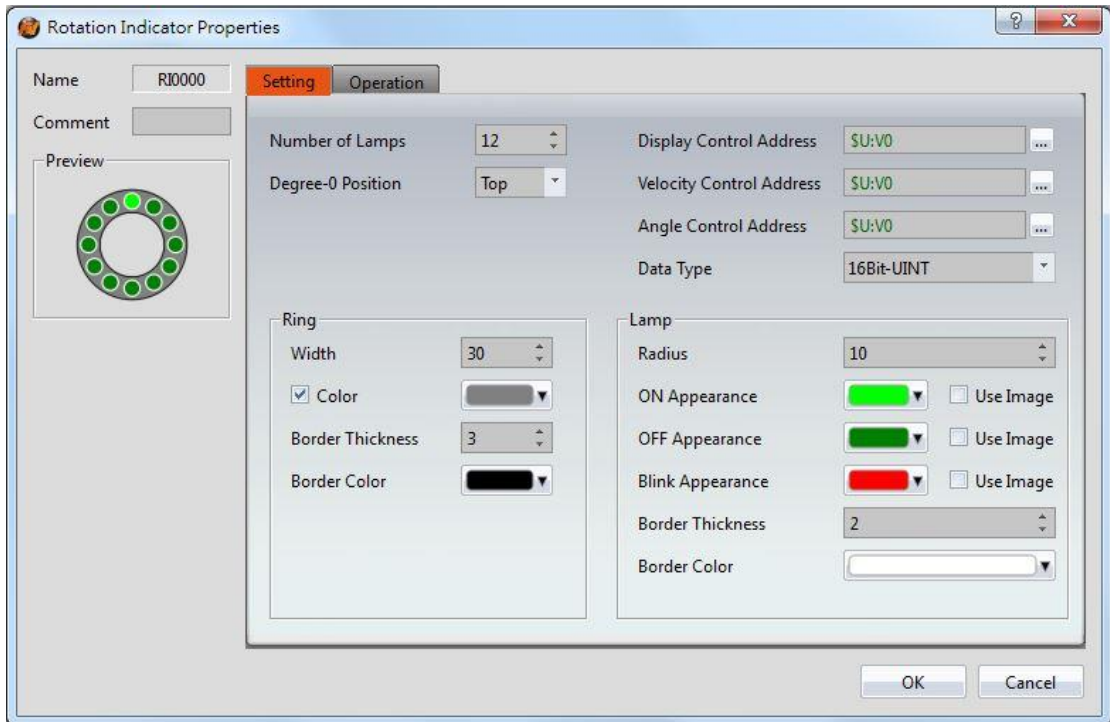 Rotation Indicator Properties
Name RI0000
Comment
Preview
Setting Operation
Number of Lamps 12 Display Control Address $U:V0 ...
Degree-0 Position Top Velocity Control Address $U:V0 ...
Angle Control Address $U:V0 ...
Data Type 16Bit-UINT
Ring Lamp
Width 30 Radius 10
Color ON Appearance Use Image
Border Thickness 3 OFF Appearance Use Image
Border Color Blink Appearance Use Image
Border Thickness 2
Border Color
OK Cancel